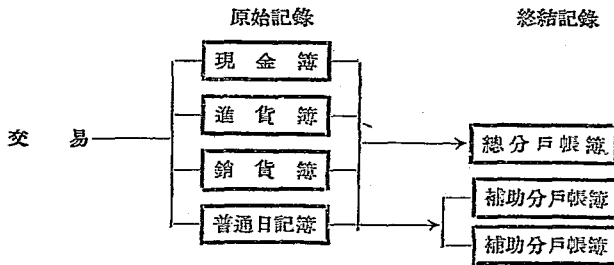 原始記錄
終結記錄
現金簿
進貨簿
交易
銷貨簿
普通日記簿
總分戶帳簿
補助分戶帳簿
補助分戶帳簿